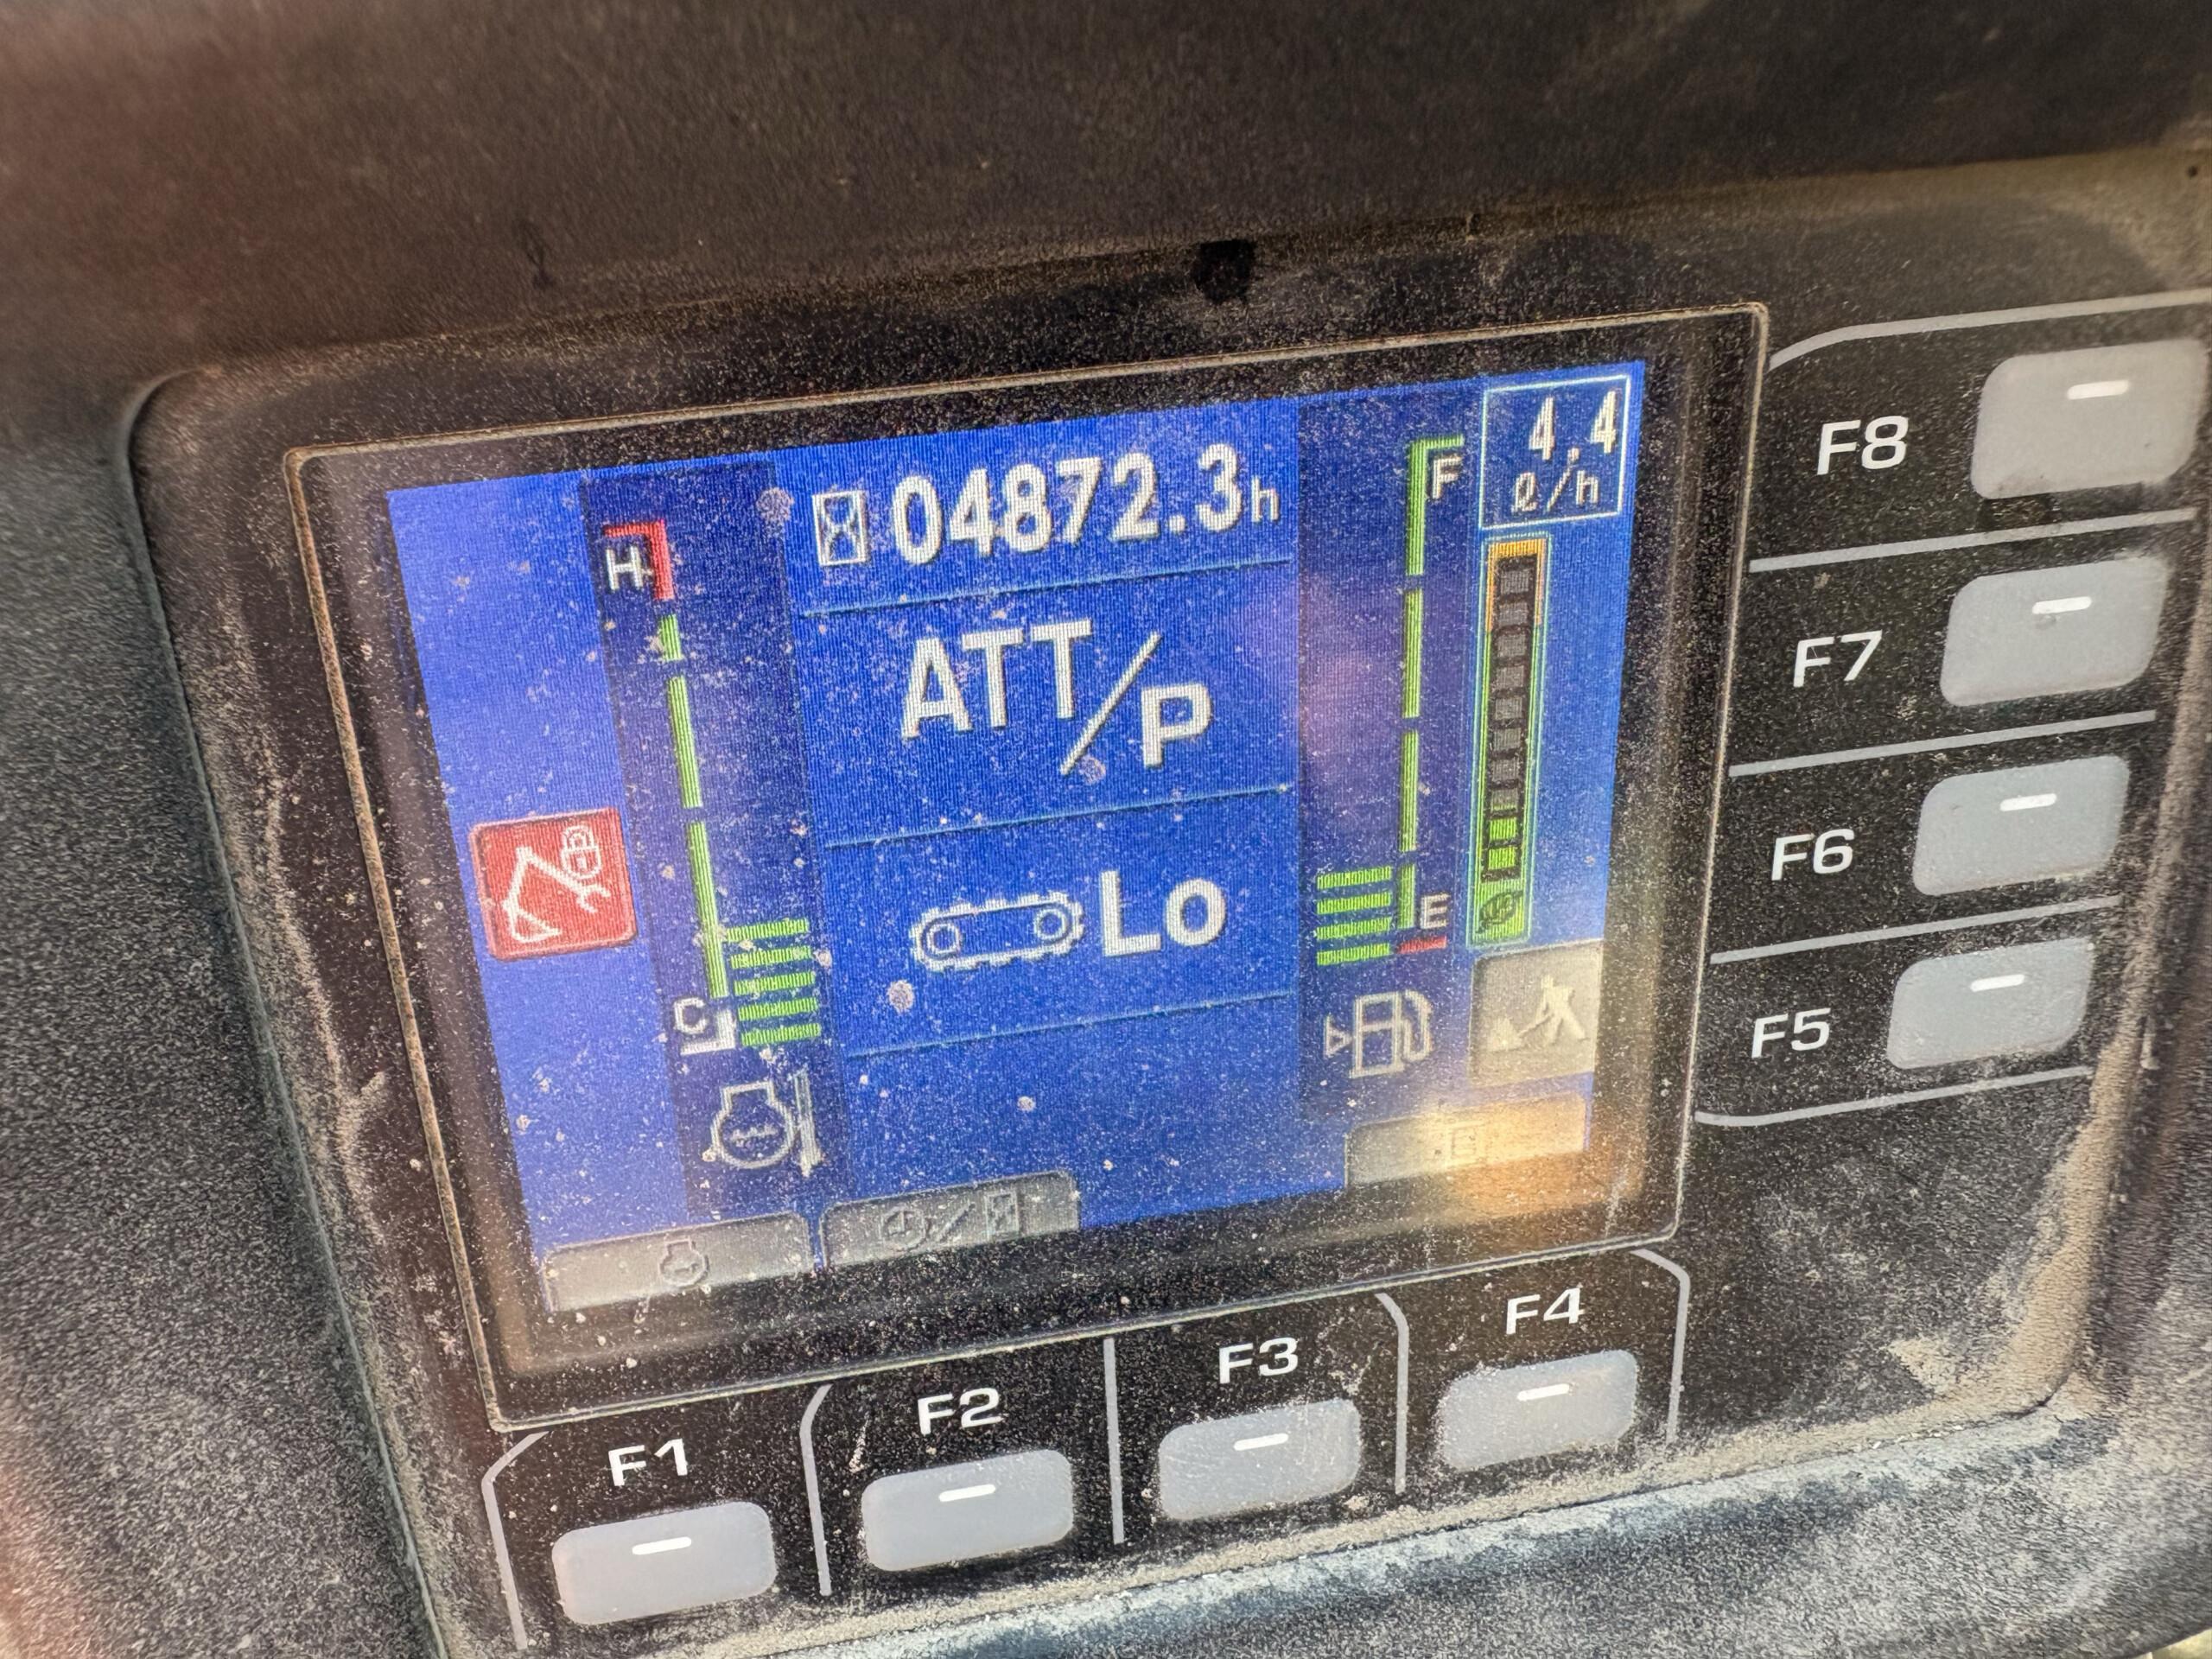 04872.3h
4.4
ℓ/h
H
F
ATT/P
Lo
E
C
F8
F7
F6
F5
F1
F2
F3
F4